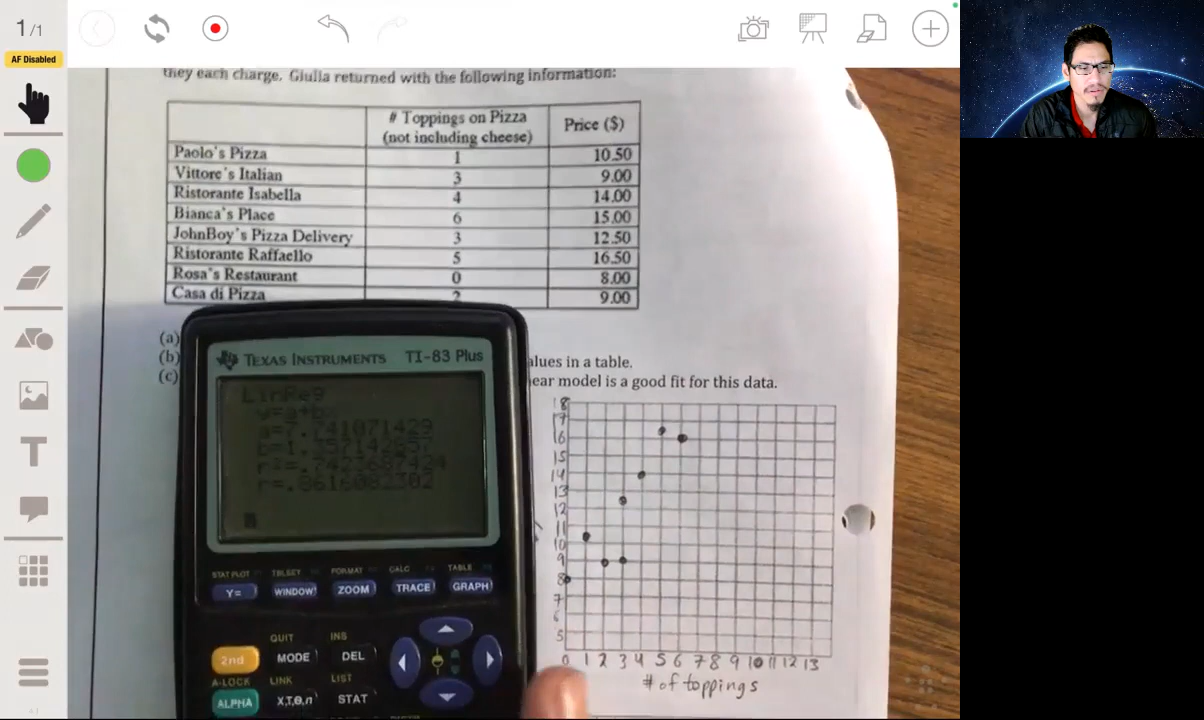 1/1
AF Disabled
they each charge. Giulia returned with the following information:
# Toppings on Pizza
(not including cheese)
Price ($)
Paolo's Pizza 1 10.50
Vittore's Italian 3 9.00
Ristorante Isabella 4 14.00
Bianca's Place 6 15.00
JohnBoy's Pizza Delivery 3 12.50
Ristorante Raffaello 5 16.50
Rosa's Restaurant 0 8.00
Casa di Pizza 2 9.00
(a)
(b) alues in a table.
(c) ear model is a good fit for this data.
TEXAS INSTRUMENTS TI-83 Plus
LinReg
y=a+bx
a=7.741071429
r=.8616082302
STAT PLOT TBLSET FORMAT CALC TABLE
Y= WINDOW ZOOM TRACE GRAPH
QUIT INS
2nd MODE DEL
A-LOCK LINK LIST
ALPHA X,T,θ,n STAT
18
17
16
15
14
13
12
11
10
9
8
7
6
5
0 1 2 3 4 5 6 7 8 9 10 11 12 13
# of toppings
T